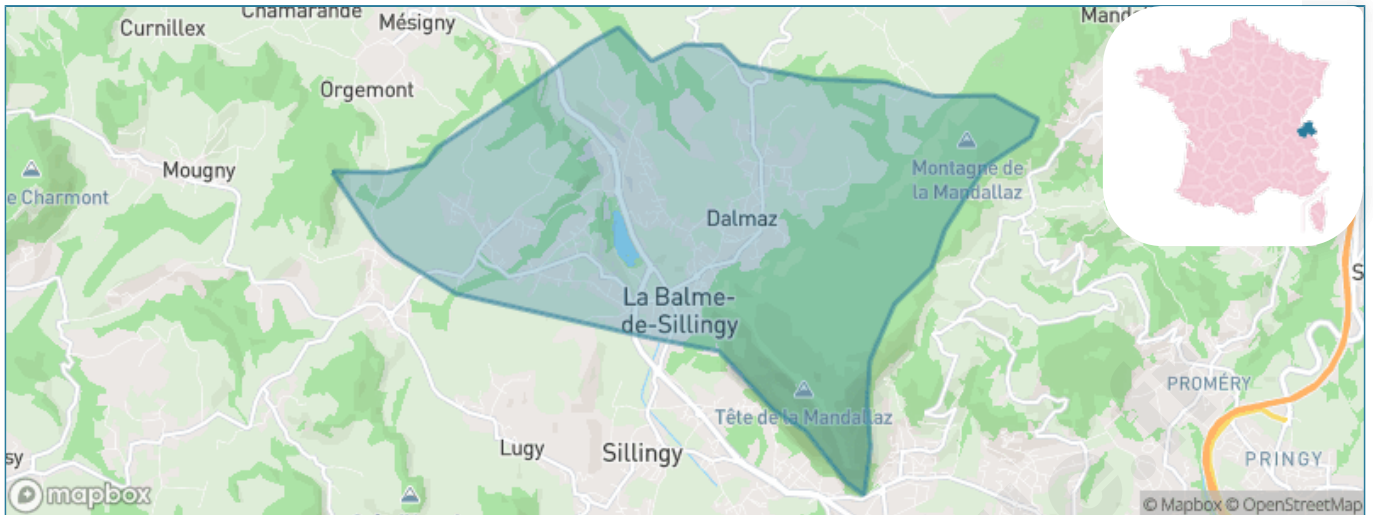 Chamarande
Curnillex
Mésigny
Mand
Orgemont
Mougny
e Charmont
Montagne de
la Mandallaz
Dalmaz
La Balme-
de-Sillingy
S
PROMÉRY
Tête de la Mandallaz
Lugy
Sillingy
sy
PRINGY
mapbox
© Mapbox © OpenStreetMap